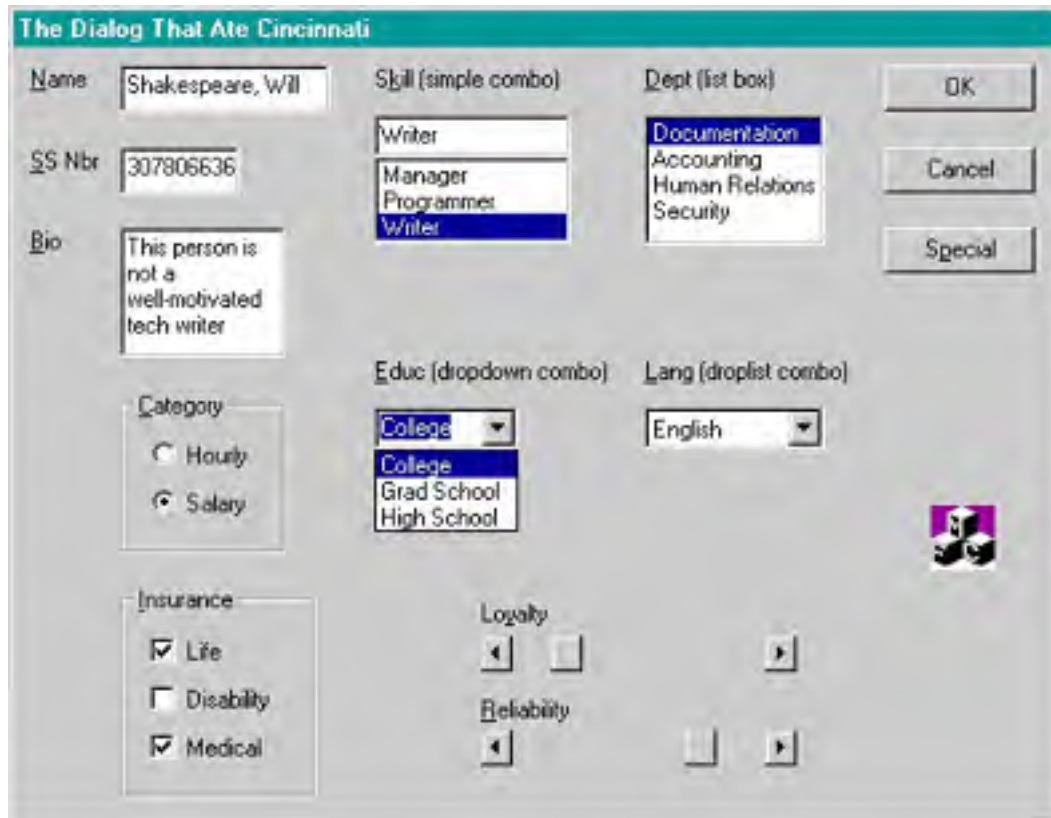 The Dialog That Ate Cincinnati
Name
Shakespeare, Will
SS Nbr
307806636
Bio
This person is
not a
well-motivated
tech writer
Category
Hourly
Salary
Insurance
Life
Disability
Medical
Skill (simple combo)
Writer
Manager
Programmer
Writer
Dept (list box)
Documentation
Accounting
Human Relations
Security
Educ (dropdown combo)
College
College
Grad School
High School
Lang (droplist combo)
English
Loyalty
Reliability
OK
Cancel
Special